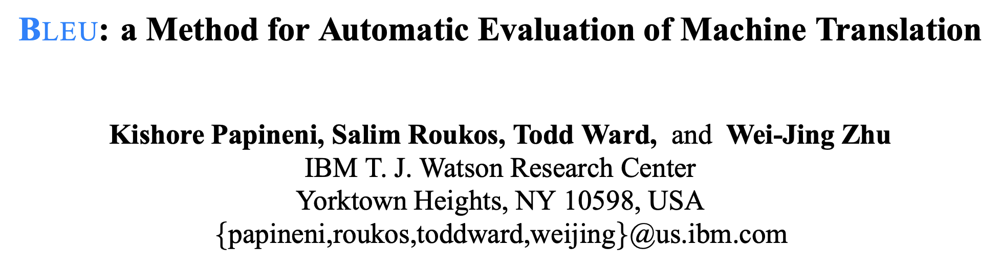 BLEU: a Method for Automatic Evaluation of Machine Translation
Kishore Papineni, Salim Roukos, Todd Ward, and Wei-Jing Zhu
IBM T. J. Watson Research Center
Yorktown Heights, NY 10598, USA
{papineni,roukos,toddward,weijing}@us.ibm.com